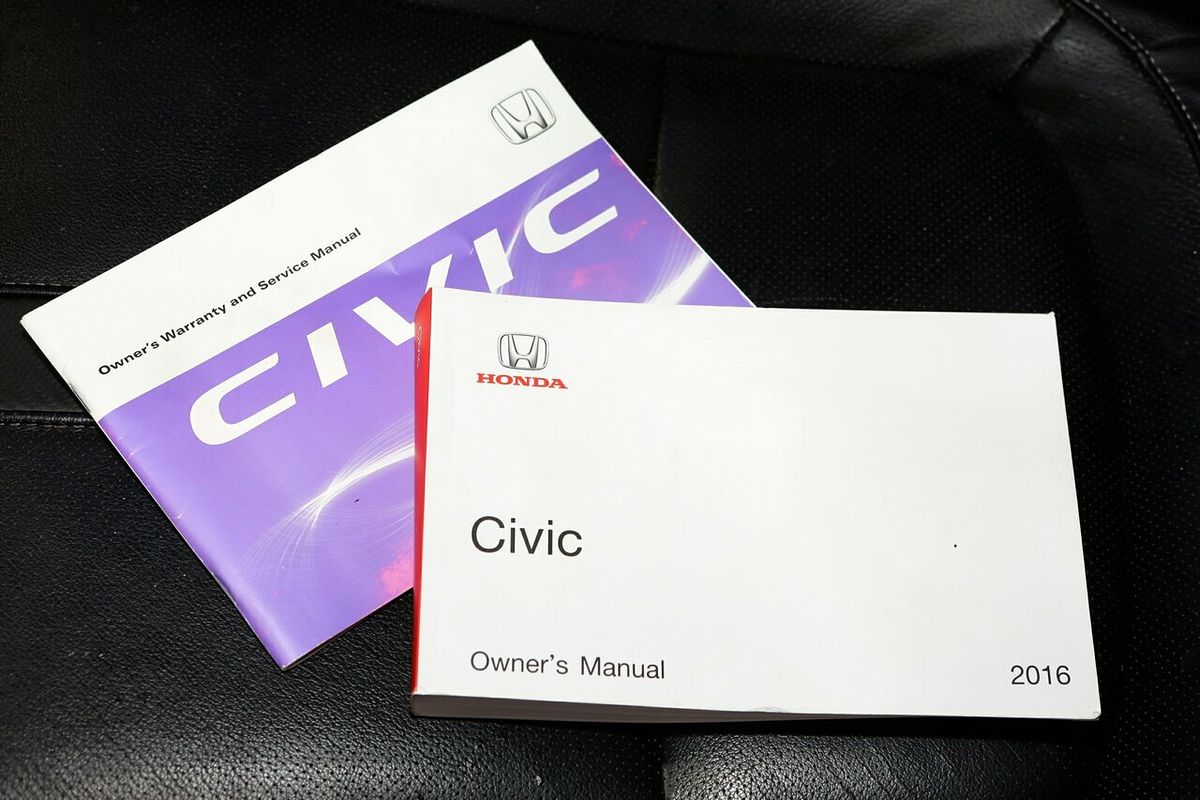 Owner's Warranty and Service Manual
CIVIC
HONDA
Civic
Owner's Manual
2016